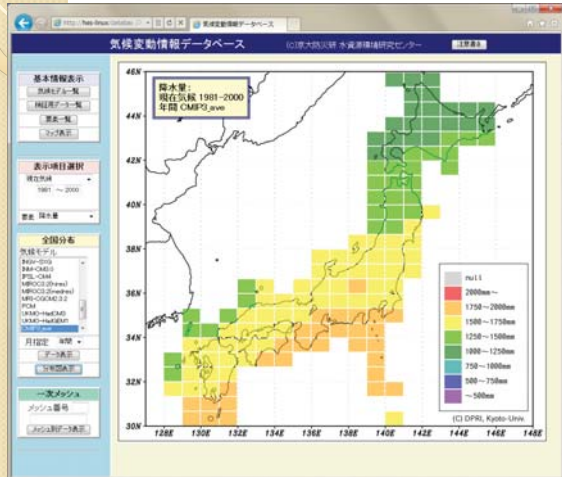 気候変動情報データベース
(C)京大防災研 水資源環境研究センター
注意書き
基本情報表示
気候モデル一覧
検証用データ一覧
要素一覧
マップ表示
表示項目選択
現在気候
1981 ～ 2000
要素 降水量
全国分布
気候モデル
INGV-SXG
INM-CM3.0
IPSL-CM4
MIROC3.2(hires)
MIROC3.2(medres)
MRI-CGCM2.3.2
PCM
UKMO-HadCM3
UKMO-HadGEM1
CMIP3_ave
月指定 年間
データ表示
分布図表示
一次メッシュ
メッシュ番号
メッシュ別データ表示
降水量:
現在気候 1981-2000
年間 CMIP3_ave
46N
44N
42N
40N
38N
36N
34N
32N
30N
128E 130E 132E 134E 136E 138E 140E 142E 144E 146E
null
2000mm～
1750～2000mm
1500～1750mm
1250～1500mm
1000～1250mm
750～1000mm
500～750mm
～500mm
(C) DPRI, Kyoto-Univ.